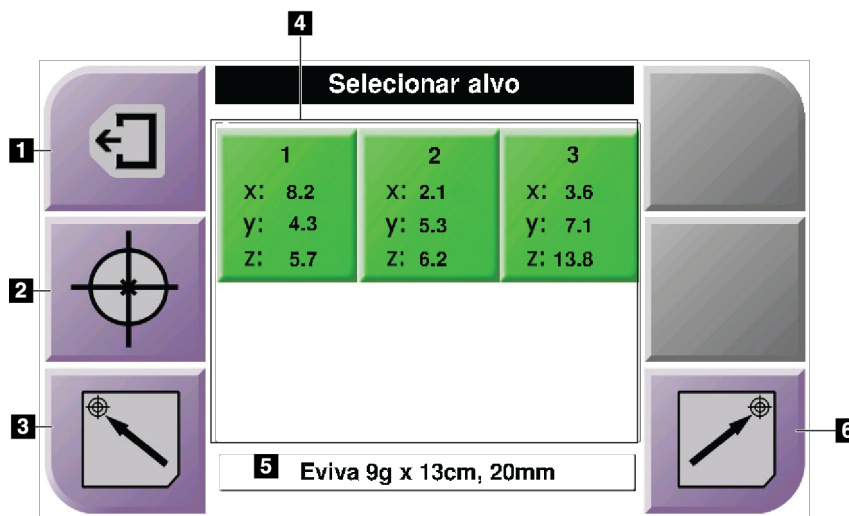 4
Selecionar alvo
1
1 2 3
x: 8.2 x: 2.1 x: 3.6
y: 4.3 y: 5.3 y: 7.1
z: 5.7 z: 6.2 z: 13.8
2
3
6
5 Eviva 9g x 13cm, 20mm